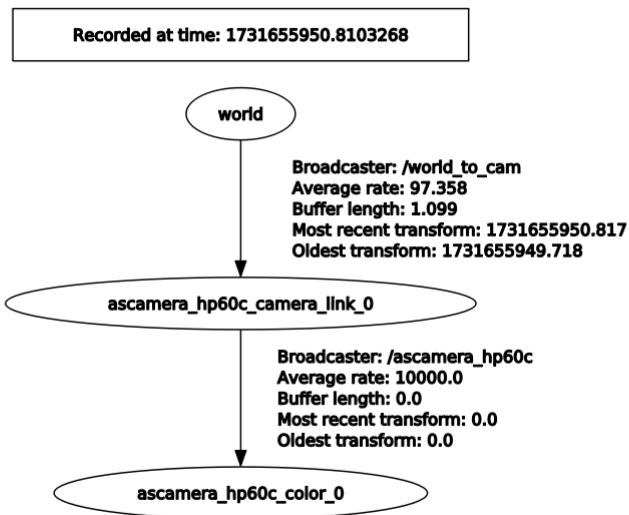 Recorded at time: 1731655950.8103268
world
Broadcaster: /world_to_cam
Average rate: 97.358
Buffer length: 1.099
Most recent transform: 1731655950.817
Oldest transform: 1731655949.718
ascamera_hp60c_camera_link_0
Broadcaster: /ascamera_hp60c
Average rate: 10000.0
Buffer length: 0.0
Most recent transform: 0.0
Oldest transform: 0.0
ascamera_hp60c_color_0